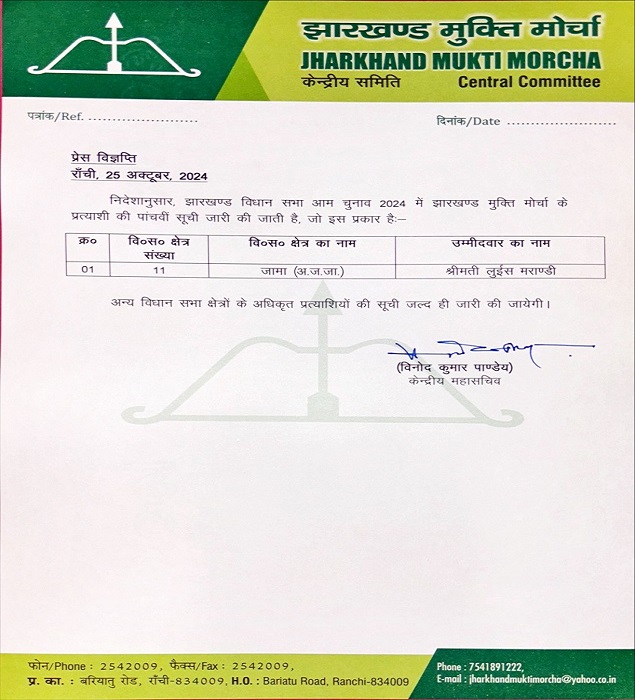 झारखण्ड मुक्ति मोर्चा
JHARKHAND MUKTI MORCHA
केन्द्रीय समिति Central Committee
पत्रांक/Ref. ........................
दिनांक/Date ........................
प्रेस विज्ञप्ति
राँची, 25 अक्टूबर, 2024
निदेशानुसार, झारखण्ड विधान सभा आम चुनाव 2024 में झारखण्ड मुक्ति मोर्चा के
प्रत्याशी की पांचवीं सूची जारी की जाती है, जो इस प्रकार हैः–
क्र० वि०स० क्षेत्र संख्या वि०स० क्षेत्र का नाम उम्मीदवार का नाम
01 11 जामा (अ.ज.जा.) श्रीमती लुईस मराण्डी
अन्य विधान सभा क्षेत्रों के अधिकृत प्रत्याशियों की सूची जल्द ही जारी की जायेगी।
(विनोद कुमार पाण्डेय)
केन्द्रीय महासचिव
फोन/Phone : 2542009, फैक्स/Fax : 2542009,
प्र. का. : बरियातु रोड, राँची-834009, H.O. : Bariatu Road, Ranchi-834009
Phone : 7541891222,
E-mail : jharkhandmuktimorcha@yahoo.co.in